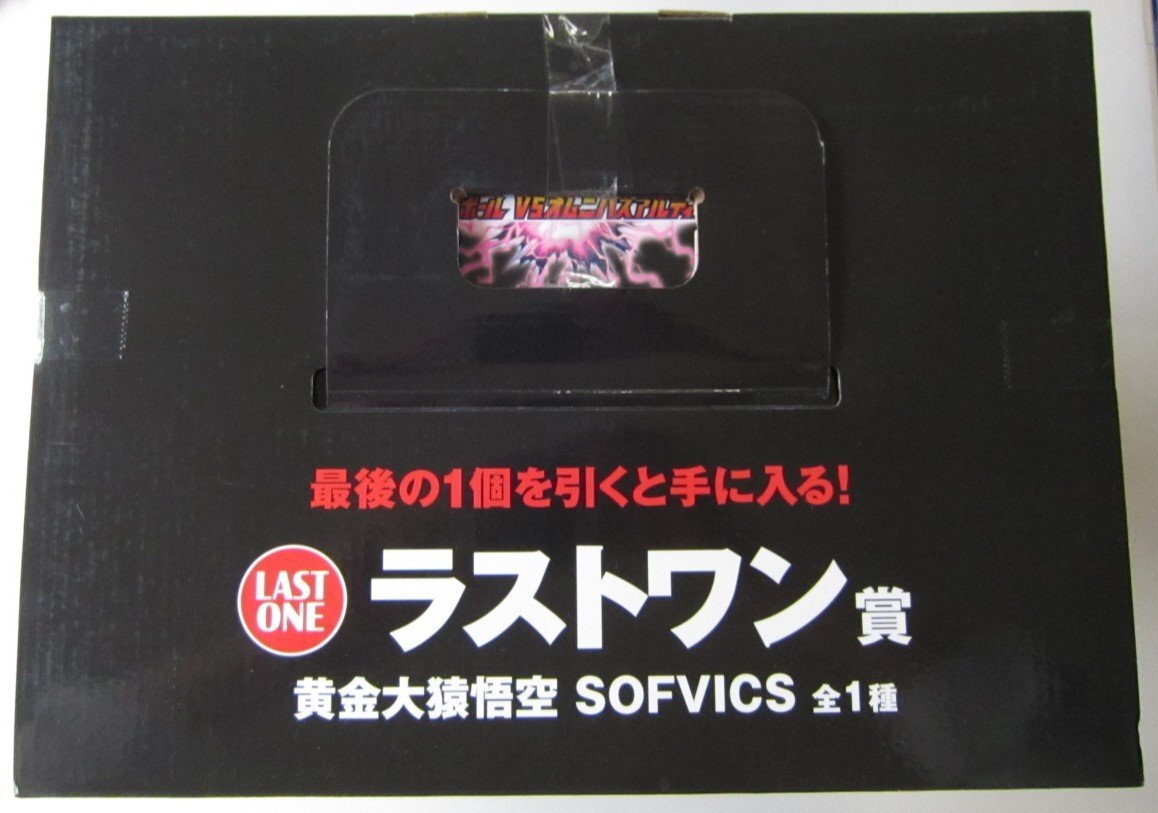 ボール VSオムニバスアルティ
最後の1個を引くと手に入る!
LAST
ONE
ラストワン賞
黄金大猿悟空 SOFVICS 全1種